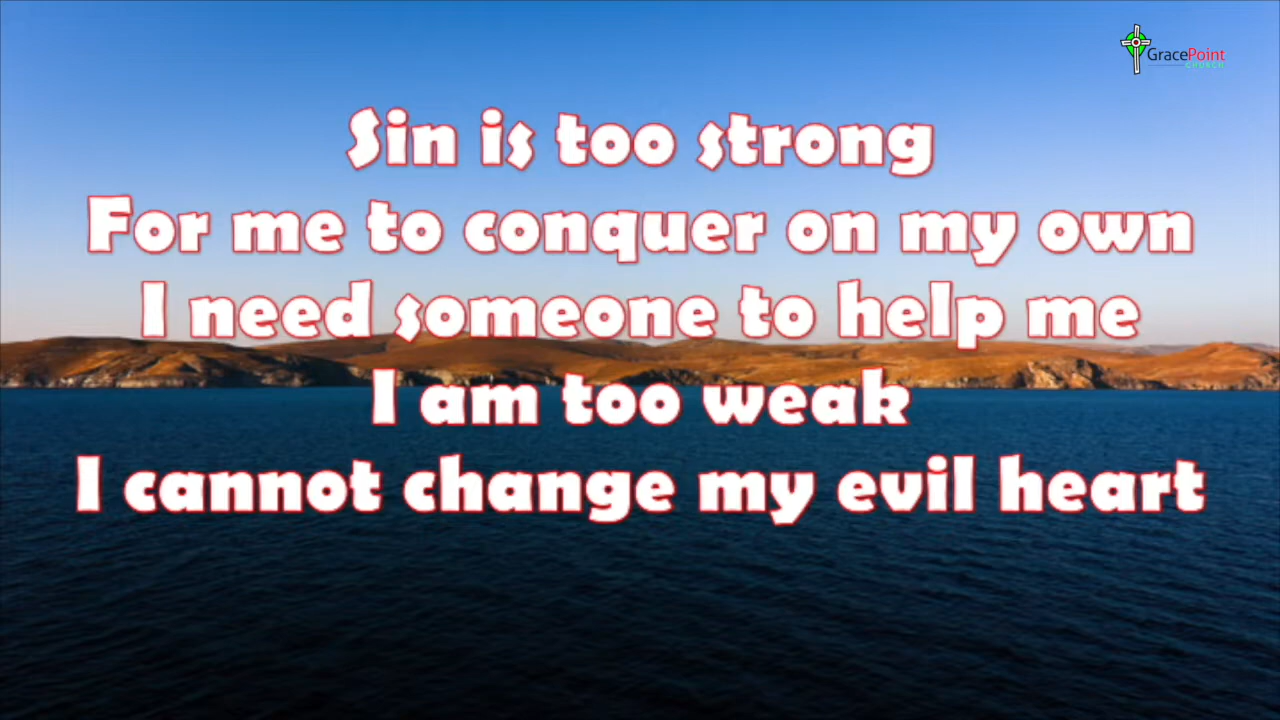 GracePoint
CHURCH
Sin is too strong
For me to conquer on my own
I need someone to help me
I am too weak
I cannot change my evil heart